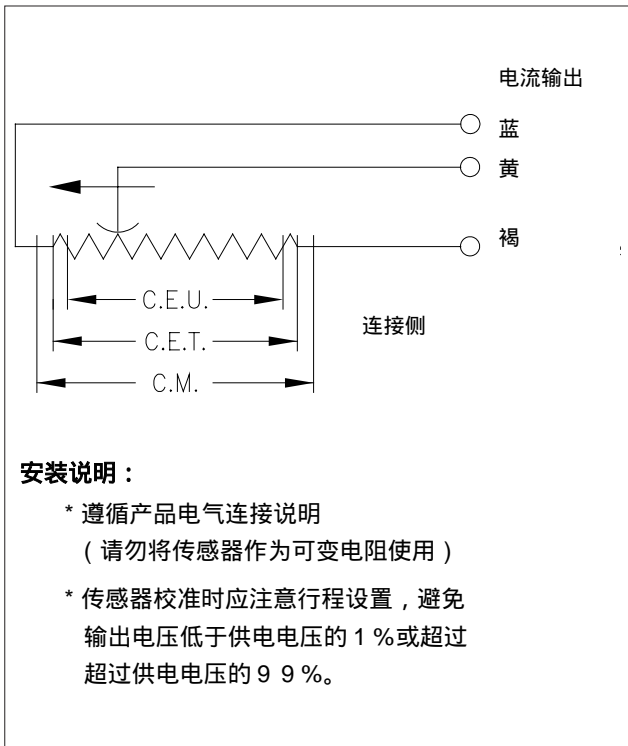 电流输出
蓝
黄
褐
C.E.U.
C.E.T.
C.M.
连接侧
安装说明：
* 遵循产品电气连接说明
（请勿将传感器作为可变电阻使用）
* 传感器校准时应注意行程设置，避免
输出电压低于供电电压的1%或超过
超过供电电压的99%。